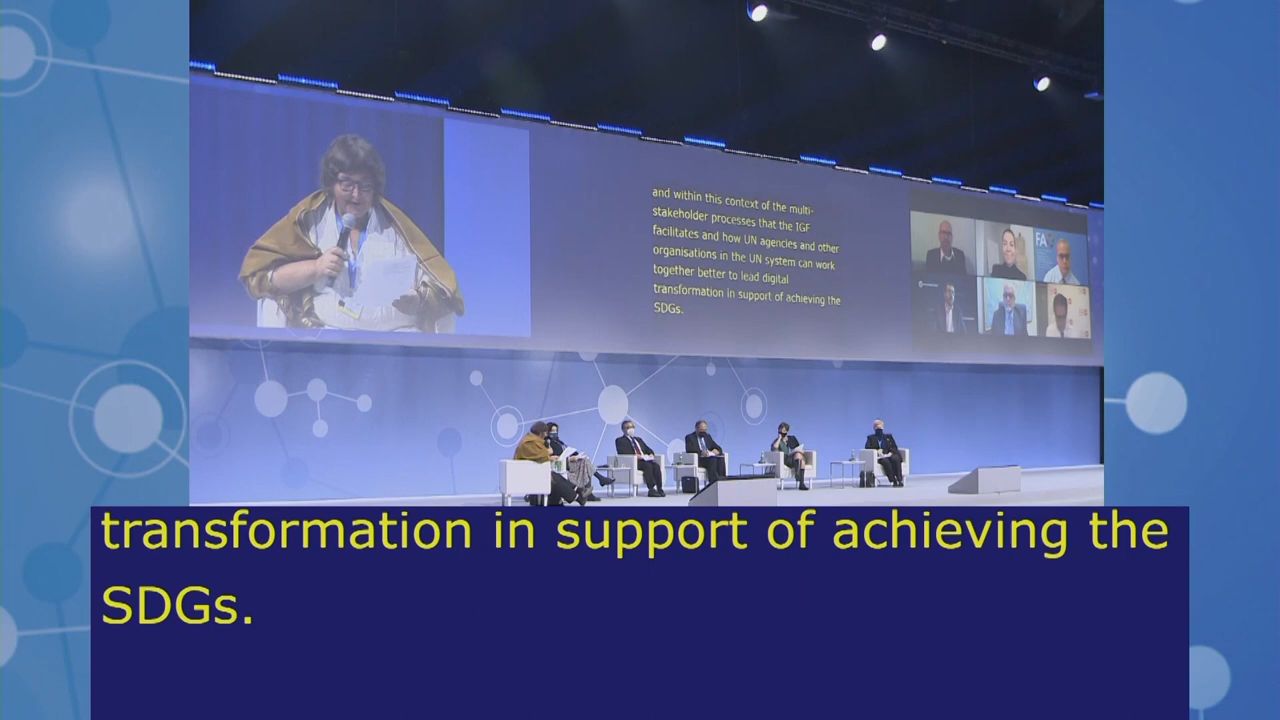 and within this context of the multi-
stakeholder processes that the IGF
facilitates and how UN agencies and other
organisations in the UN system can work
together better to lead digital
transformation in support of achieving the
SDGs.
FA
transformation in support of achieving the
SDGs.